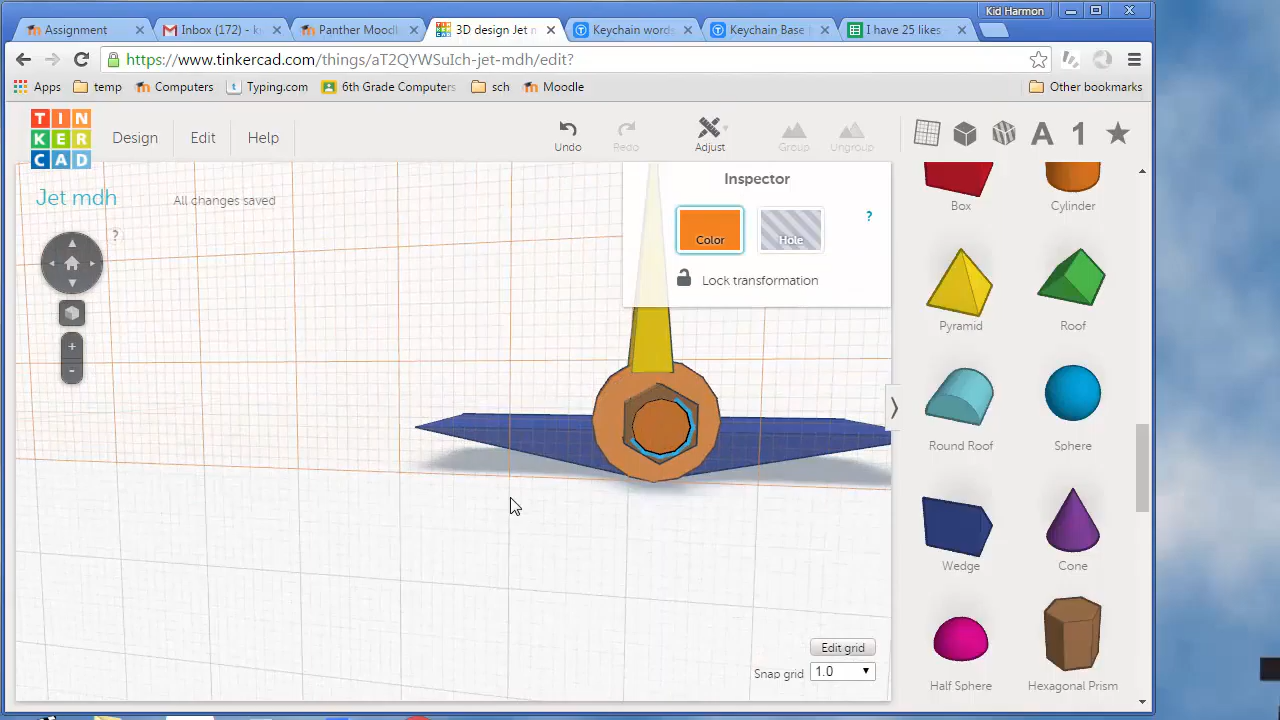 Kid Harmon
Assignment
Inbox (172) - k
Panther Moodl
3D design Jet m
Keychain words
Keychain Base
I have 25 likes
https://www.tinkercad.com/things/aT2QYWSuIch-jet-mdh/edit?
Apps
temp
Computers
Typing.com
6th Grade Computers
sch
Moodle
Other bookmarks
TIN
KER
CAD
Design
Edit
Help
Undo
Redo
Adjust
Group
Ungroup
A
1
Jet mdh
All changes saved
?
+
-
Inspector
Color
Hole
?
Lock transformation
Edit grid
Snap grid
1.0
Box
Cylinder
Pyramid
Roof
Round Roof
Sphere
Wedge
Cone
Half Sphere
Hexagonal Prism